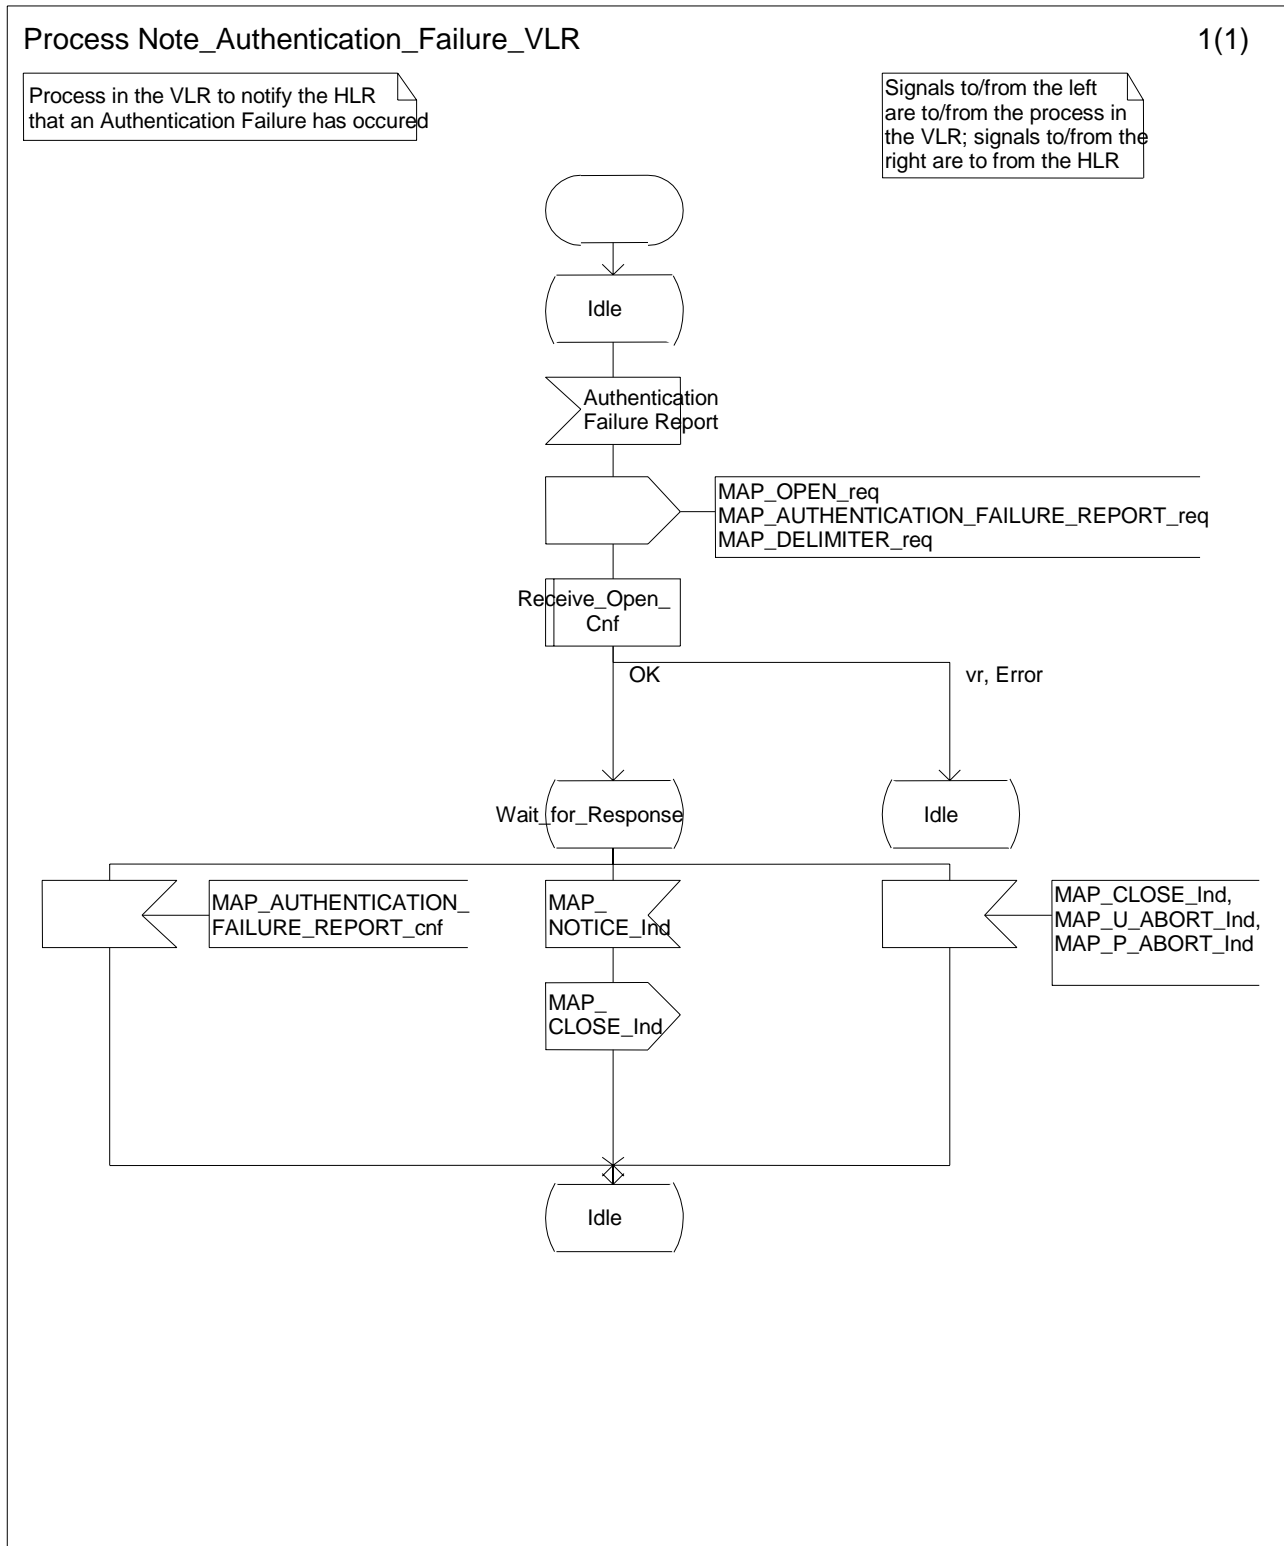 Process Note_Authentication_Failure_VLR
1(1)
Process in the VLR to notify the HLR
that an Authentication Failure has occured
Signals to/from the left
are to/from the process in
the VLR; signals to/from the
right are to from the HLR
Idle
Authentication
Failure Report
MAP_OPEN_req
MAP_AUTHENTICATION_FAILURE_REPORT_req
MAP_DELIMITER_req
Receive_Open_
Cnf
OK
vr, Error
Wait_for_Response
Idle
MAP_AUTHENTICATION_
FAILURE_REPORT_cnf
MAP_
NOTICE_Ind
MAP_CLOSE_Ind,
MAP_U_ABORT_Ind,
MAP_P_ABORT_Ind
MAP_
CLOSE_Ind
Idle